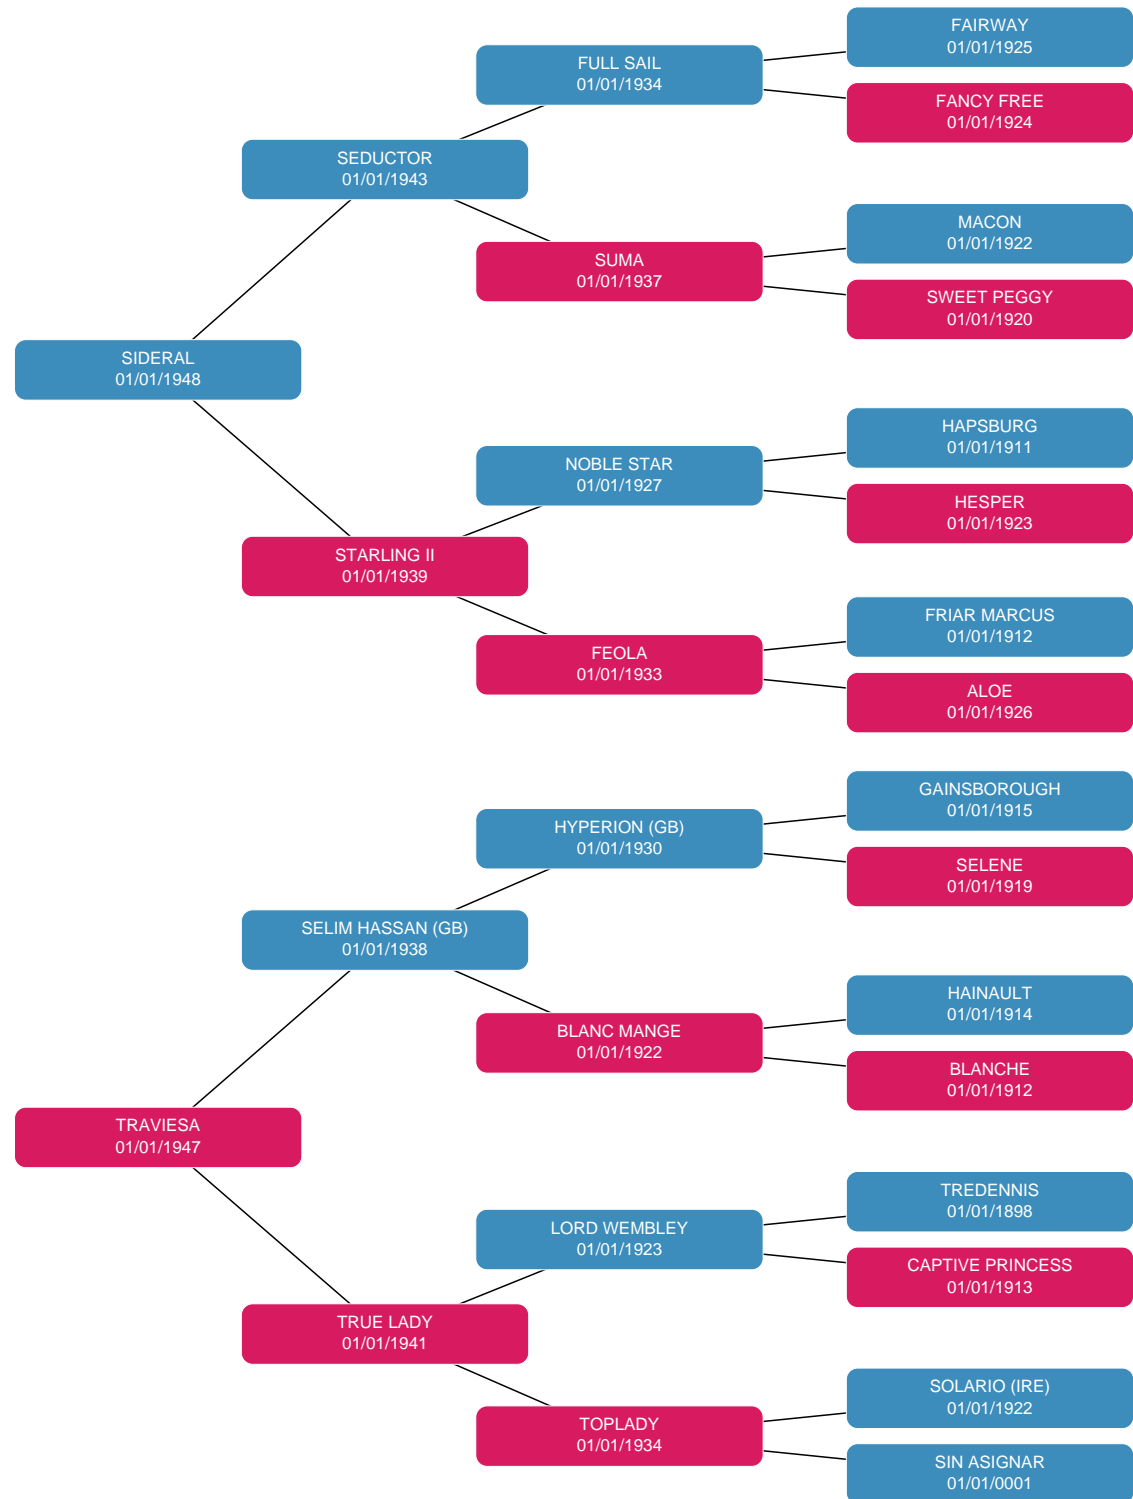 FAIRWAY
01/01/1925
FULL SAIL
01/01/1934
FANCY FREE
01/01/1924
SEDUCTOR
01/01/1943
MACON
01/01/1922
SUMA
01/01/1937
SWEET PEGGY
01/01/1920
SIDERAL
01/01/1948
HAPSBURG
01/01/1911
NOBLE STAR
01/01/1927
HESPER
01/01/1923
STARLING II
01/01/1939
FRIAR MARCUS
01/01/1912
FEOLA
01/01/1933
ALOE
01/01/1926
GAINSBOROUGH
01/01/1915
HYPERION (GB)
01/01/1930
SELENE
01/01/1919
SELIM HASSAN (GB)
01/01/1938
HAINAULT
01/01/1914
BLANC MANGE
01/01/1922
BLANCHE
01/01/1912
TRAVIESA
01/01/1947
TREDENNIS
01/01/1898
LORD WEMBLEY
01/01/1923
CAPTIVE PRINCESS
01/01/1913
TRUE LADY
01/01/1941
SOLARIO (IRE)
01/01/1922
TOPLADY
01/01/1934
SIN ASIGNAR
01/01/0001